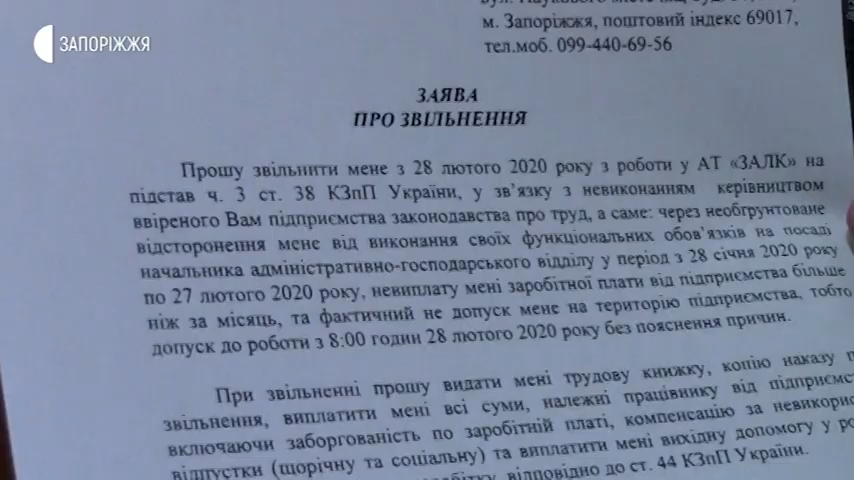 ЗАПОРІЖЖЯ
м. Запоріжжя, поштовий індекс 69017,
тел.моб. 099-440-69-56
ЗАЯВА
ПРО ЗВІЛЬНЕННЯ
Прошу звільнити мене з 28 лютого 2020 року з роботи у АТ «ЗАЛК» на
підстав ч. 3 ст. 38 КЗпП України, у зв’язку з невиконанням керівництвом
ввіреного Вам підприємства законодавства про труд, а саме: через необгрунтоване
відсторонення мене від виконання своїх функціональних обов’язків на посаді
начальника адміністративно-господарського відділу у період з 28 січня 2020 року
по 27 лютого 2020 року, невиплату мені заробітної плати від підприємства більше
ніж за місяць, та фактичний не допуск мене на територію підприємства, тобто
допуск до роботи з 8:00 години 28 лютого 2020 року без пояснення причин.
При звільненні прошу видати мені трудову книжку, копію наказу п
звільнення, виплатити мені всі суми, належні працівнику від підприємс
включаючи заборгованість по заробітній платі, компенсацію за невикорис
відпустки (щорічну та соціальну) та виплатити мені вихідну допомогу у ро
відповідно до ст. 44 КЗпП України.